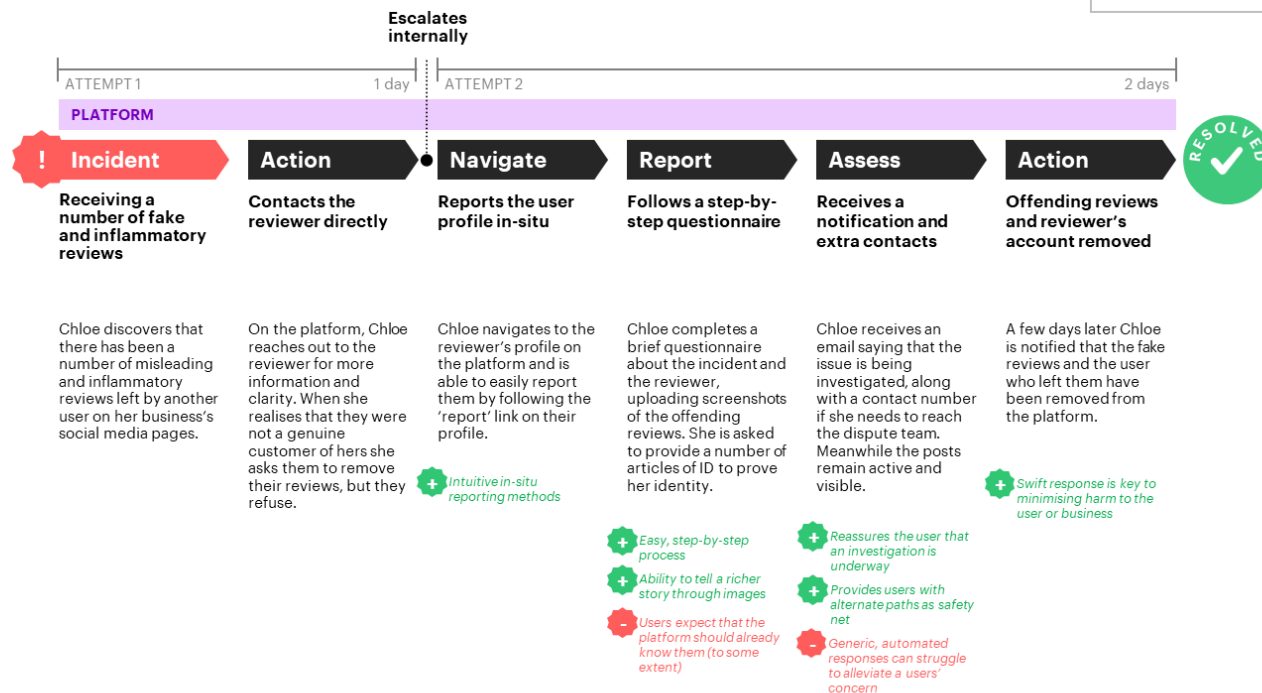 Escalates
internally
ATTEMPT 1
1 day
ATTEMPT 2
2 days
PLATFORM
!
Incident
Action
Navigate
Report
Assess
Action
RESOLVED
Receiving a
number of fake
and inflammatory
reviews
Contacts the
reviewer directly
Reports the user
profile in-situ
Follows a step-by-
step questionnaire
Receives a
notification and
extra contacts
Offending reviews
and reviewer's
account removed
Chloe discovers that
there has been a
number of misleading
and inflammatory
reviews left by another
user on her business's
social media pages.
On the platform, Chloe
reaches out to the
reviewer for more
information and
clarity. When she
realises that they were
not a genuine
customer of hers she
asks them to remove
their reviews, but they
refuse.
Chloe navigates to the
reviewer's profile on
the platform and is
able to easily report
them by following the
'report' link on their
profile.
+
Intuitive in-situ
reporting methods
Chloe completes a
brief questionnaire
about the incident and
the reviewer,
uploading screenshots
of the offending
reviews. She is asked
to provide a number of
articles of ID to prove
her identity.
+
Easy, step-by-step
process
+
Ability to tell a richer
story through images
-
Users expect that the
platform should already
know them (to some
extent)
Chloe receives an
email saying that the
issue is being
investigated, along
with a contact number
if she needs to reach
the dispute team.
Meanwhile the posts
remain active and
visible.
+
Reassures the user that
an investigation is
underway
+
Provides users with
alternate paths as safety
net
-
Generic, automated
responses can struggle
to alleviate a users'
concern
A few days later Chloe
is notified that the fake
reviews and the user
who left them have
been removed from
the platform.
+
Swift response is key to
minimising harm to the
user or business